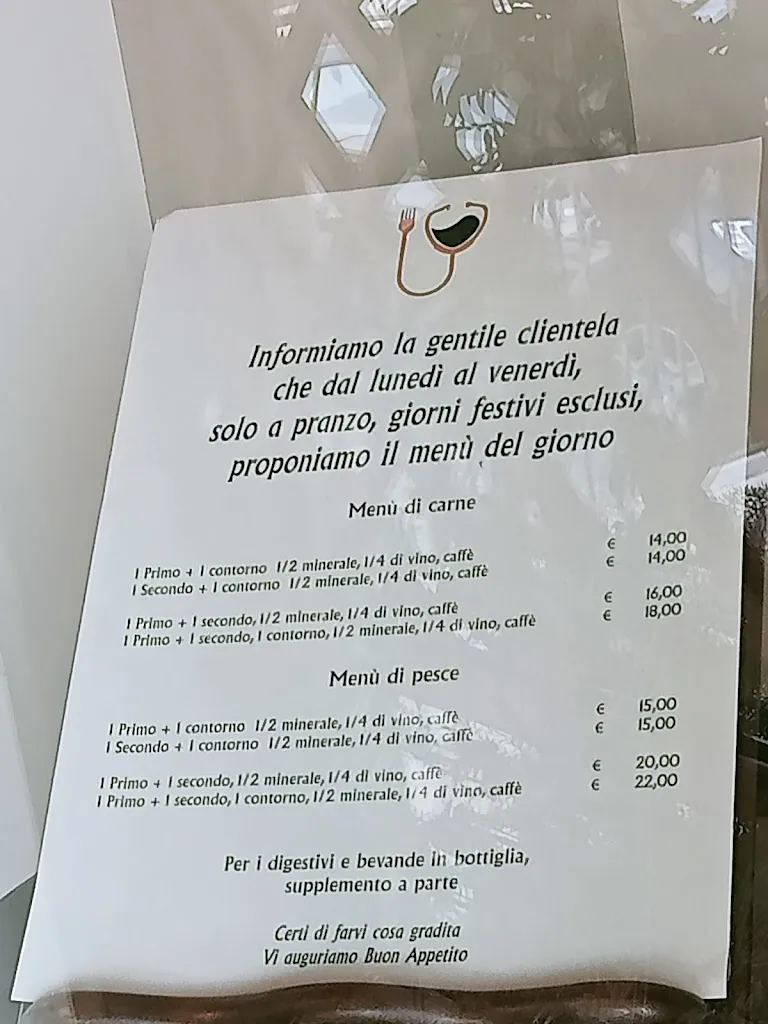 Informiamo la gentile clientela
che dal lunedì al venerdì,
solo a pranzo, giorni festivi esclusi,
proponiamo il menù del giorno
Menù di carne
1 Primo + 1 contorno 1/2 minerale, 1/4 di vino, caffè € 14,00
1 Secondo + 1 contorno 1/2 minerale, 1/4 di vino, caffè € 14,00
1 Primo + 1 secondo, 1/2 minerale, 1/4 di vino, caffè € 16,00
1 Primo + 1 secondo, 1 contorno, 1/2 minerale, 1/4 di vino, caffè € 18,00
Menù di pesce
1 Primo + 1 contorno 1/2 minerale, 1/4 di vino, caffè € 15,00
1 Secondo + 1 contorno 1/2 minerale, 1/4 di vino, caffè € 15,00
1 Primo + 1 secondo, 1/2 minerale, 1/4 di vino, caffè € 20,00
1 Primo + 1 secondo, 1 contorno, 1/2 minerale, 1/4 di vino, caffè € 22,00
Per i digestivi e bevande in bottiglia,
supplemento a parte
Certi di farvi cosa gradita
Vi auguriamo Buon Appetito